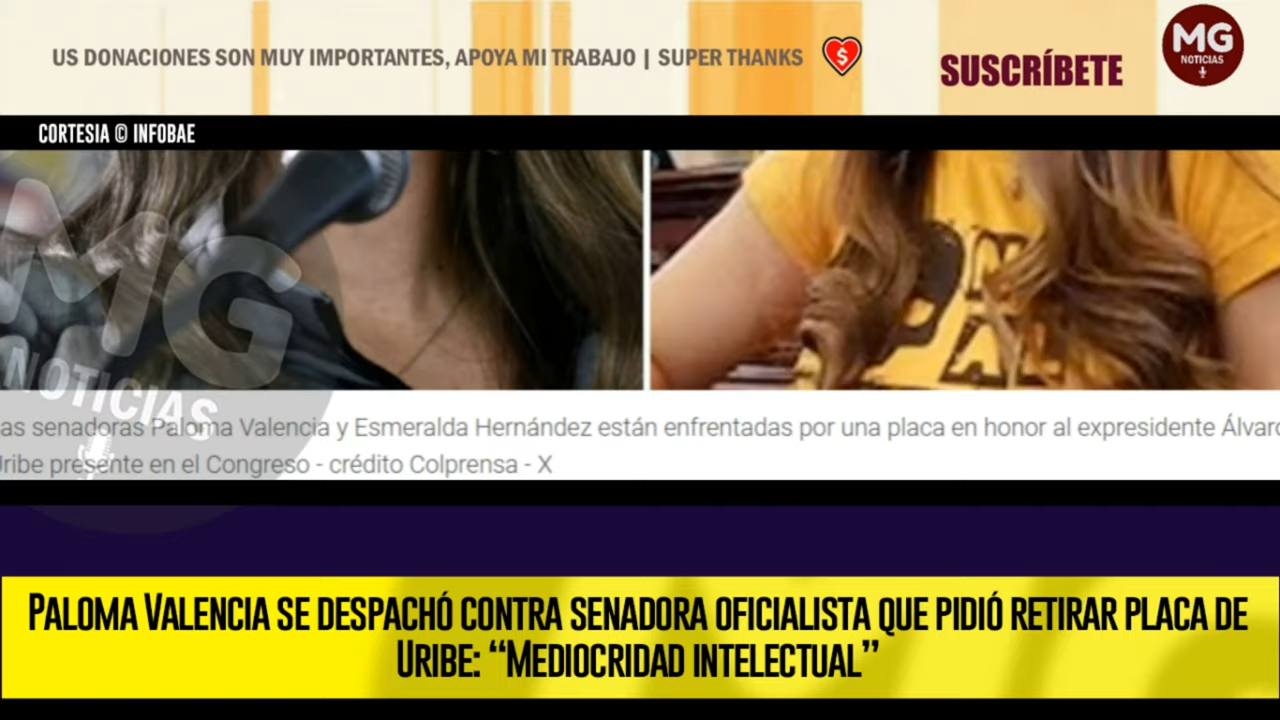 US DONACIONES SON MUY IMPORTANTES, APOYA MI TRABAJO | SUPER THANKS
$
SUSCRÍBETE
MG
NOTICIAS
CORTESIA © INFOBAE
MG
NOTICIAS
as senadoras Paloma Valencia y Esmeralda Hernández están enfrentadas por una placa en honor al expresidente Álvaro
Uribe presente en el Congreso - crédito Colprensa - X
PALOMA VALENCIA SE DESPACHÓ CONTRA SENADORA OFICIALISTA QUE PIDIÓ RETIRAR PLACA DE
URIBE: “MEDIOCRIDAD INTELECTUAL”